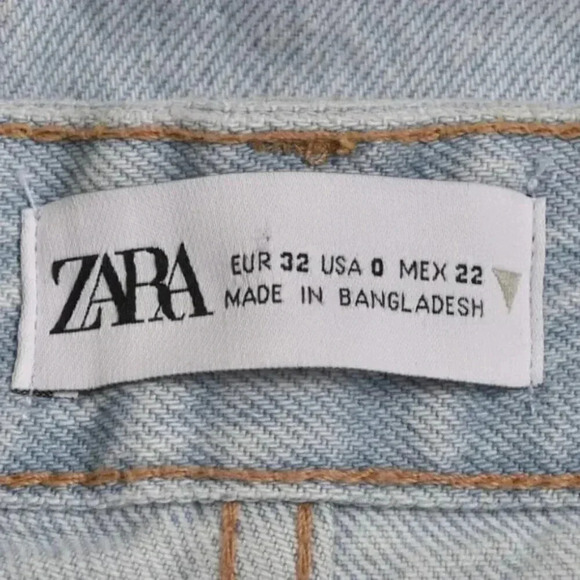 ZARA
EUR 32 USA 0 MEX 22
MADE IN BANGLADESH